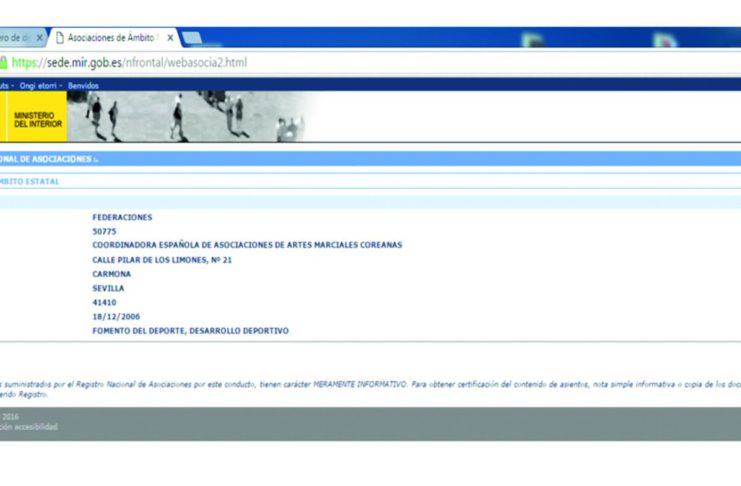 ero de de
Asociaciones de Ámbito N
https://sede.mir.gob.es/nfrontal/webasocia2.html
uts - Ongi etorri - Benvidos
MINISTERIO
DEL INTERIOR
ONAL DE ASOCIACIONES :.
MBITO ESTATAL
FEDERACIONES
50775
COORDINADORA ESPAÑOLA DE ASOCIACIONES DE ARTES MARCIALES COREANAS
CALLE PILAR DE LOS LIMONES, Nº 21
CARMONA
SEVILLA
41410
18/12/2006
FOMENTO DEL DEPORTE, DESARROLLO DEPORTIVO
s suministrados por el Registro Nacional de Asociaciones por este conducto, tienen carácter MERAMENTE INFORMATIVO. Para obtener certificación del contenido de asientos, nota simple informativa o copia de los doc
erido Registro.
2016
ción accesibilidad